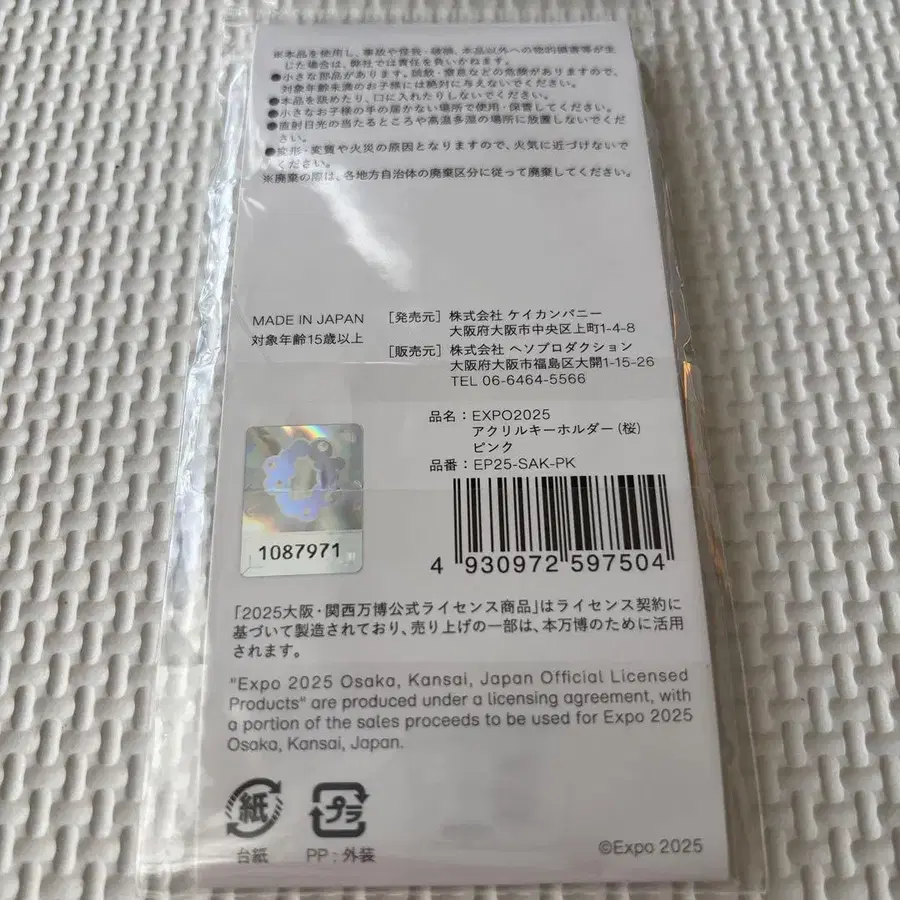 ※本品を使用し、事故や怪我・破損、本品以外への物的損害等が生
じた場合は、弊社では責任を負いかねます。
●小さな部品があります。誤飲・窒息などの危険がありますので、
対象年齢未満のお子様には絶対に与えないでください。
●本品を舐めたり、口に入れたりしないでください。
●小さなお子様の手の届かない場所で使用・保管してください。
●直射日光の当たるところや高温多湿の場所に放置しないでくだ
さい。
●変形・変質や火災の原因となりますので、火気に近づけないで
ください。
※廃棄の際は、各地方自治体の廃棄区分に従って廃棄してください。
MADE IN JAPAN
対象年齢15歳以上
[発売元] 株式会社 ケイカンパニー
大阪府大阪市中央区上町1-4-8
[販売元] 株式会社 ヘソプロダクション
大阪府大阪市福島区大開1-15-26
TEL 06-6464-5566
品名：EXPO2025
アクリルキーホルダー（桜）
ピンク
品番：EP25-SAK-PK
1087971
4 930972 597504
「2025大阪・関西万博公式ライセンス商品」はライセンス契約に
基づいて製造されており、売り上げの一部は、本万博のために活用
されます。
"Expo 2025 Osaka, Kansai, Japan Official Licensed
Products" are produced under a licensing agreement, with
a portion of the sales proceeds to be used for Expo 2025
Osaka, Kansai, Japan.
紙
台紙
プラ
PP：外装
©Expo 2025